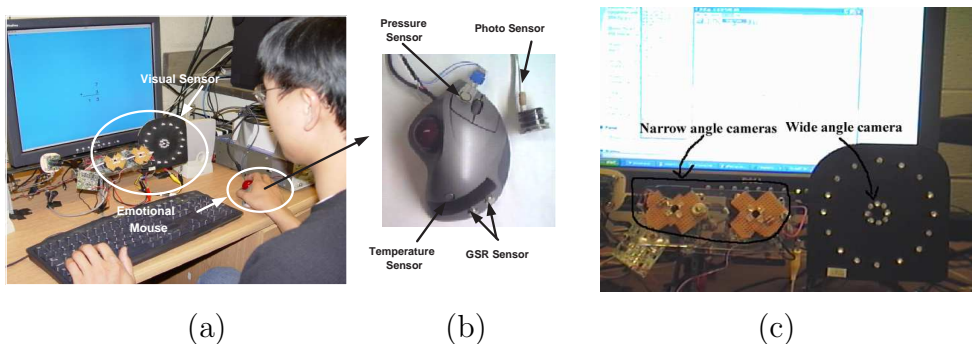 Visual Sensor
Emotional
Mouse
Pressure
Sensor
Photo Sensor
Temperature
Sensor
GSR Sensor
Narrow angle cameras
Wide angle camera
(a)
(b)
(c)